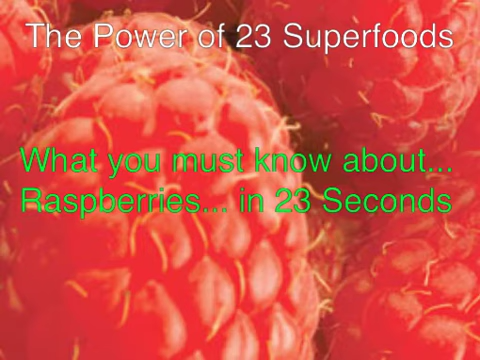 The Power of 23 Superfoods
What you must know about...
Raspberries... in 23 Seconds